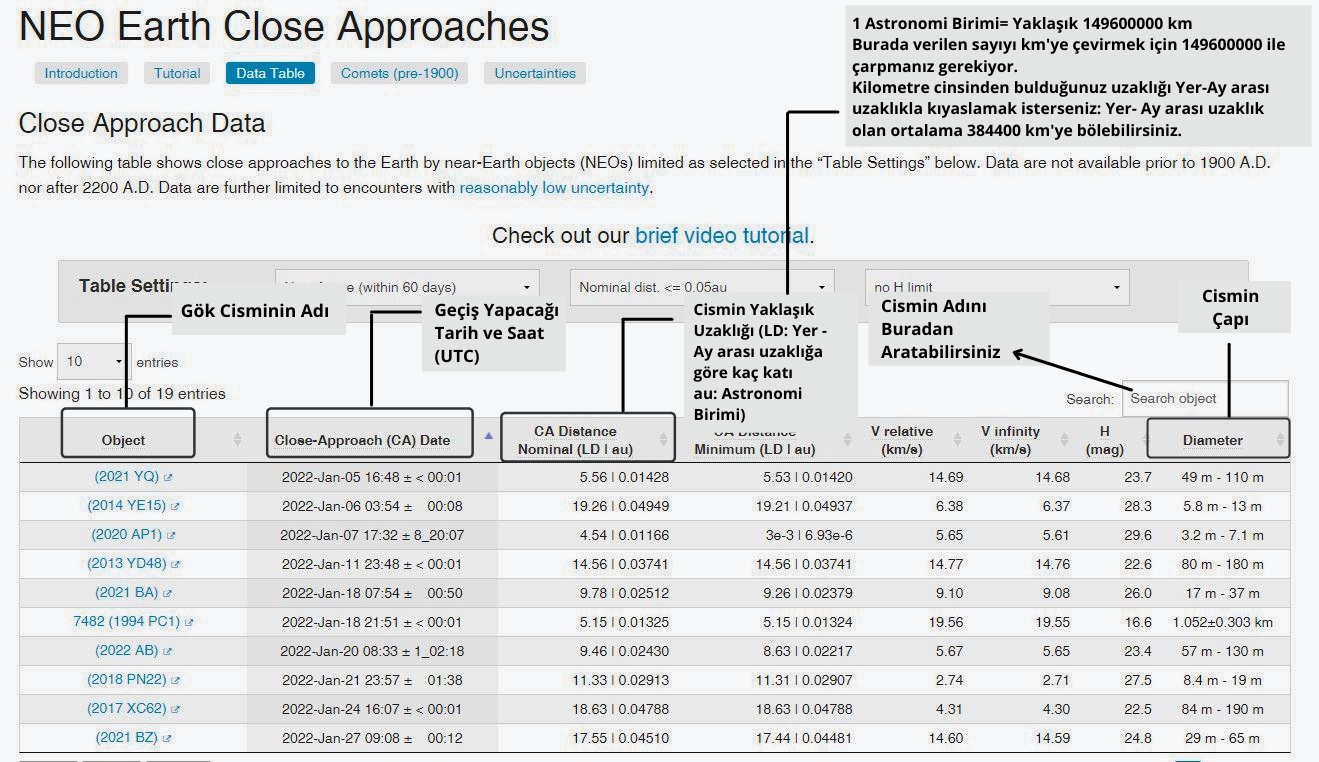 NEO Earth Close Approaches
Introduction Tutorial Data Table Comets (pre-1900) Uncertainties
1 Astronomi Birimi= Yaklaşık 149600000 km
Burada verilen sayıyı km'ye çevirmek için 149600000 ile
çarpmanız gerekiyor.
Kilometre cinsinden bulduğunuz uzaklığı Yer-Ay arası
uzaklıkla kıyaslamak isterseniz: Yer- Ay arası uzaklık
olan ortalama 384400 km'ye bölebilirsiniz.
Close Approach Data
The following table shows close approaches to the Earth by near-Earth objects (NEOs) limited as selected in the “Table Settings” below. Data are not available prior to 1900 A.D.
nor after 2200 A.D. Data are further limited to encounters with reasonably low uncertainty.
Check out our brief video tutorial.
Table Settings: (within 60 days) Nominal dist. <= 0.05au no H limit
Gök Cisminin Adı
Geçiş Yapacağı
Tarih ve Saat
(UTC)
Cismin Yaklaşık
Uzaklığı (LD: Yer -
Ay arası uzaklığa
göre kaç katı
au: Astronomi
Birimi)
Cismin Adını
Buradan
Aratabilirsiniz
Cismin
Çapı
Show 10 entries
Showing 1 to 10 of 19 entries
Search: Search object
Object Close-Approach (CA) Date CA Distance Nominal (LD | au) CA Distance Minimum (LD | au) V relative (km/s) V infinity (km/s) H (mag) Diameter
(2021 YQ) 2022-Jan-05 16:48 ± < 00:01 5.56 | 0.01428 5.53 | 0.01420 14.69 14.68 23.7 49 m - 110 m
(2014 YE15) 2022-Jan-06 03:54 ± 00:08 19.26 | 0.04949 19.21 | 0.04937 6.38 6.37 28.3 5.8 m - 13 m
(2020 AP1) 2022-Jan-07 17:32 ± 8_20:07 4.54 | 0.01166 3e-3 | 6.93e-6 5.65 5.61 29.6 3.2 m - 7.1 m
(2013 YD48) 2022-Jan-11 23:48 ± < 00:01 14.56 | 0.03741 14.56 | 0.03741 14.77 14.76 22.6 80 m - 180 m
(2021 BA) 2022-Jan-18 07:54 ± 00:50 9.78 | 0.02512 9.26 | 0.02379 9.10 9.08 26.0 17 m - 37 m
7482 (1994 PC1) 2022-Jan-18 21:51 ± < 00:01 5.15 | 0.01325 5.15 | 0.01324 19.56 19.55 16.6 1.052±0.303 km
(2022 AB) 2022-Jan-20 08:33 ± 1_02:18 9.46 | 0.02430 8.63 | 0.02217 5.67 5.65 23.4 57 m - 130 m
(2018 PN22) 2022-Jan-21 23:57 ± 01:38 11.33 | 0.02913 11.31 | 0.02907 2.74 2.71 27.5 8.4 m - 19 m
(2017 XC62) 2022-Jan-24 16:07 ± < 00:01 18.63 | 0.04788 18.63 | 0.04788 4.31 4.30 22.5 84 m - 190 m
(2021 BZ) 2022-Jan-27 09:08 ± 00:12 17.55 | 0.04510 17.44 | 0.04481 14.60 14.59 24.8 29 m - 65 m